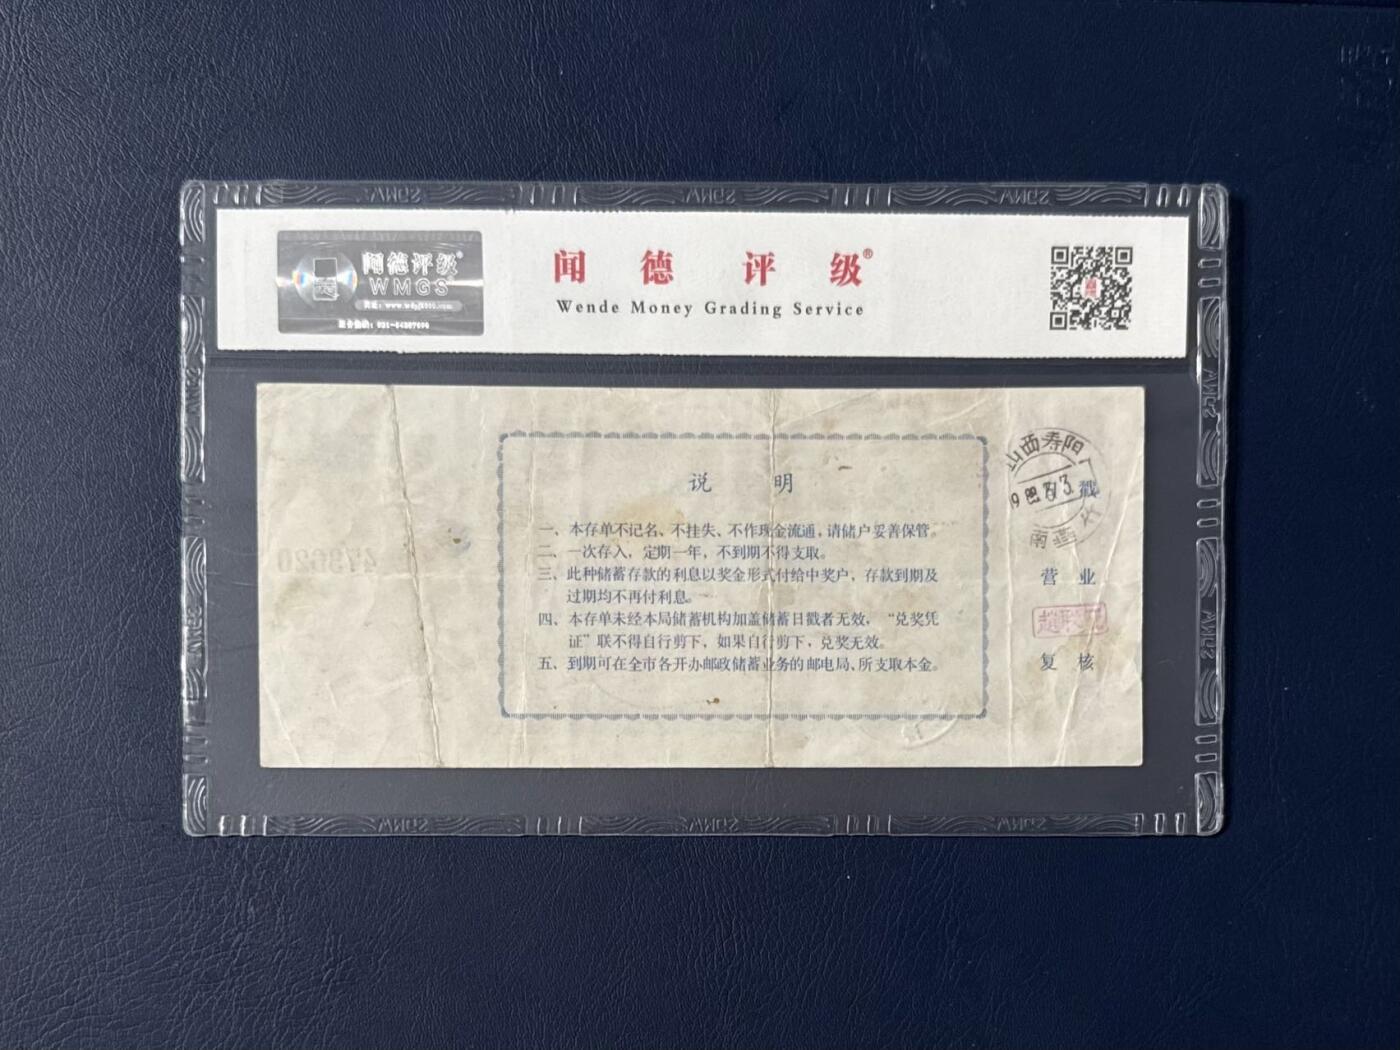 闻德评级®
WMGS
闻德评级®
Wende Money Grading Service
说 明
一、本存单不记名、不挂失、不作现金流通，请储户妥善保管。
二、一次存入，定期一年，不到期不得支取。
三、此种储蓄存款的利息以奖金形式付给中奖户，存款到期及
过期均不再付利息。
四、本存单未经本局储蓄机构加盖储蓄日戳者无效，“兑奖凭
证”联不得自行剪下，如果自行剪下，兑奖无效。
五、到期可在全市各开办邮政储蓄业务的邮电局、所支取本金。
山西寿阳
戳
营 业
复 核